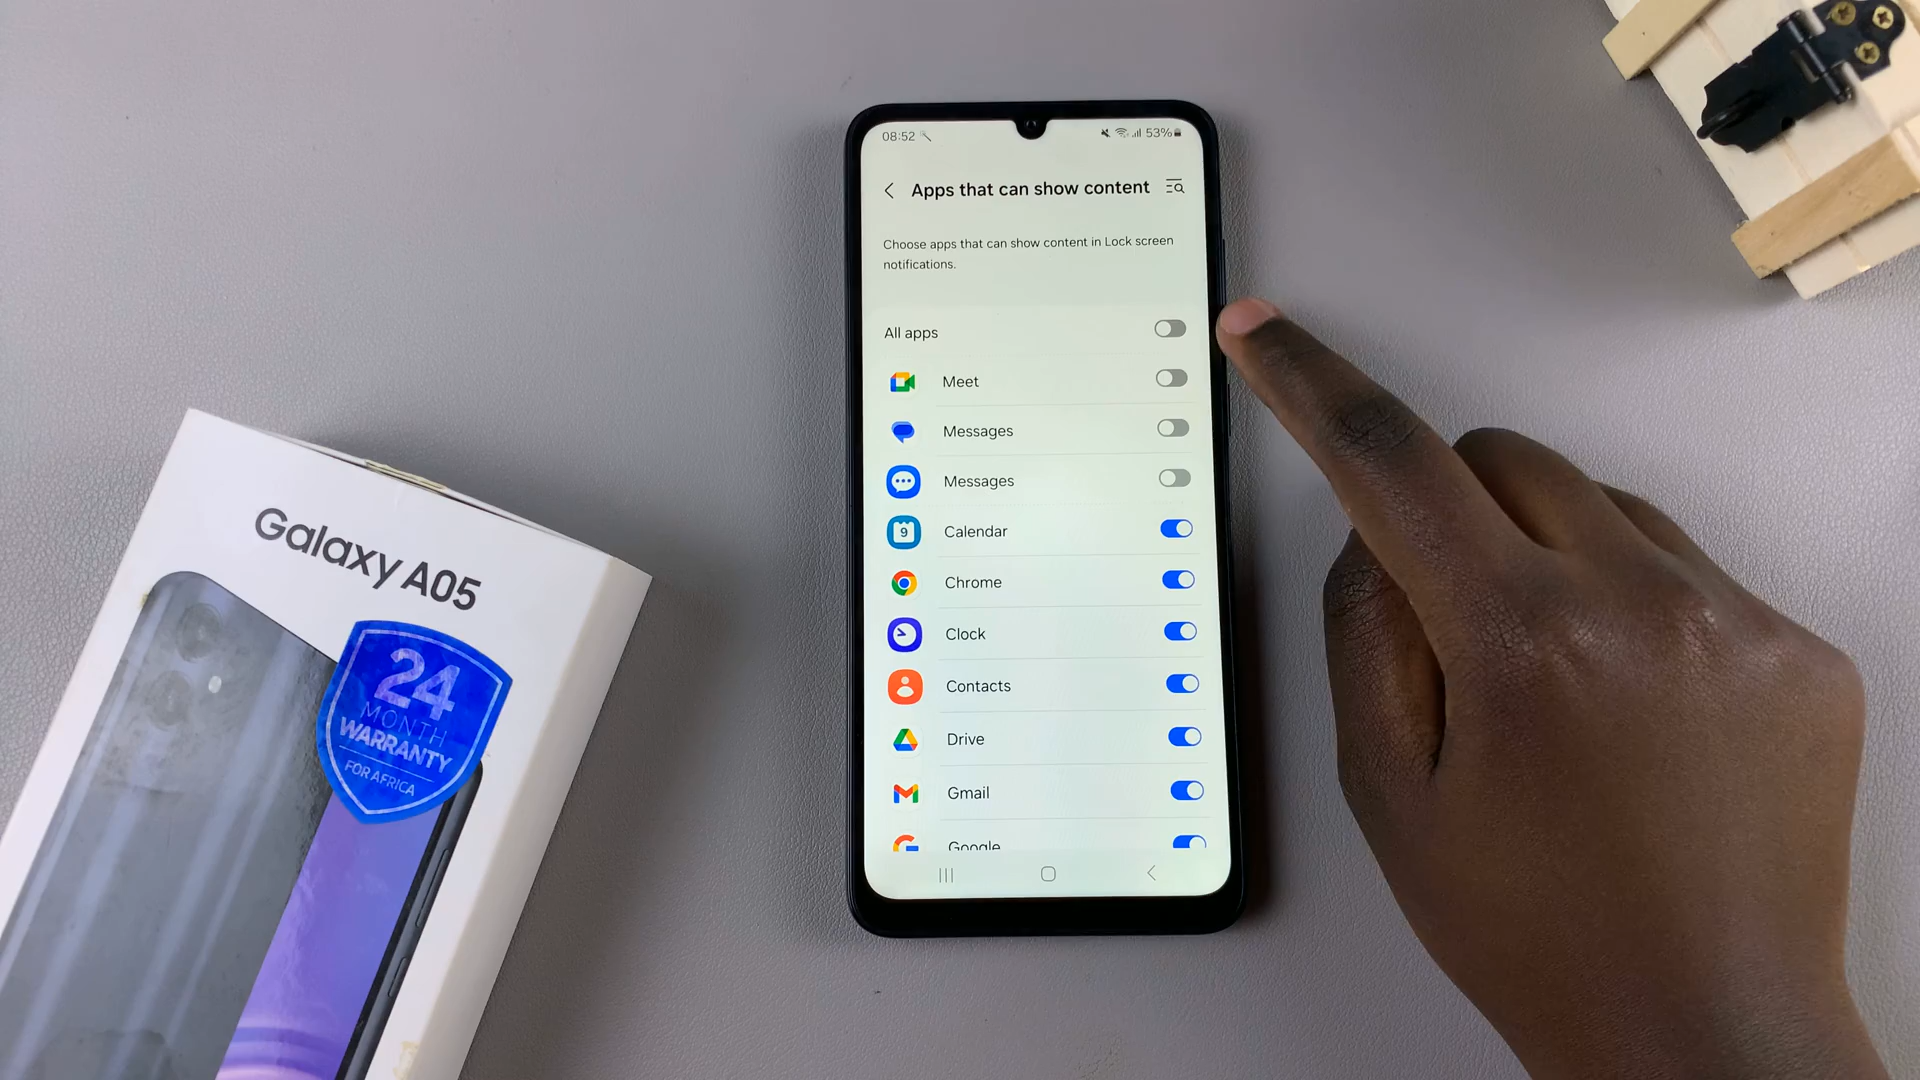 08:52
53%
Apps that can show content
Choose apps that can show content in Lock screen
notifications.
All apps
Meet
Messages
Messages
9
Calendar
Chrome
Clock
Contacts
Drive
Gmail
Google
Galaxy A05
24
MONTH
WARRANTY
FOR AFRICA